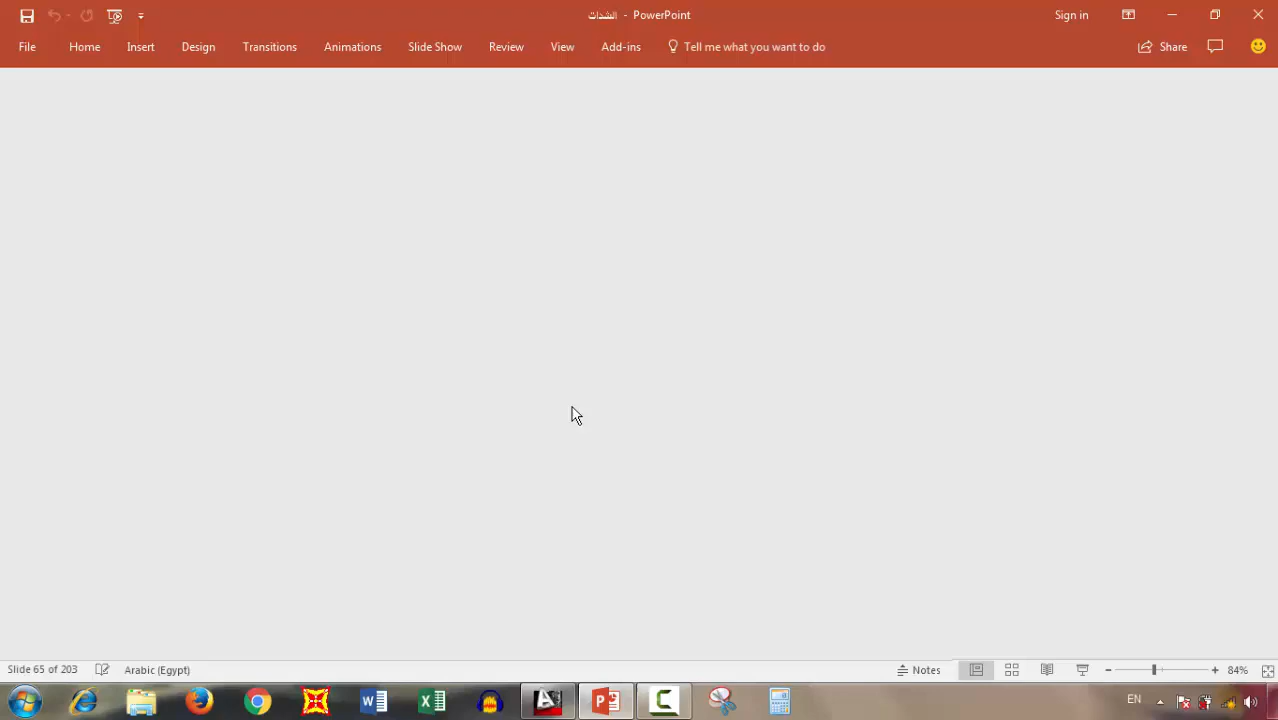 الشدات - PowerPoint
Sign in
File
Home
Insert
Design
Transitions
Animations
Slide Show
Review
View
Add-ins
Tell me what you want to do
Share
Slide 65 of 203
Arabic (Egypt)
Notes
84%
EN